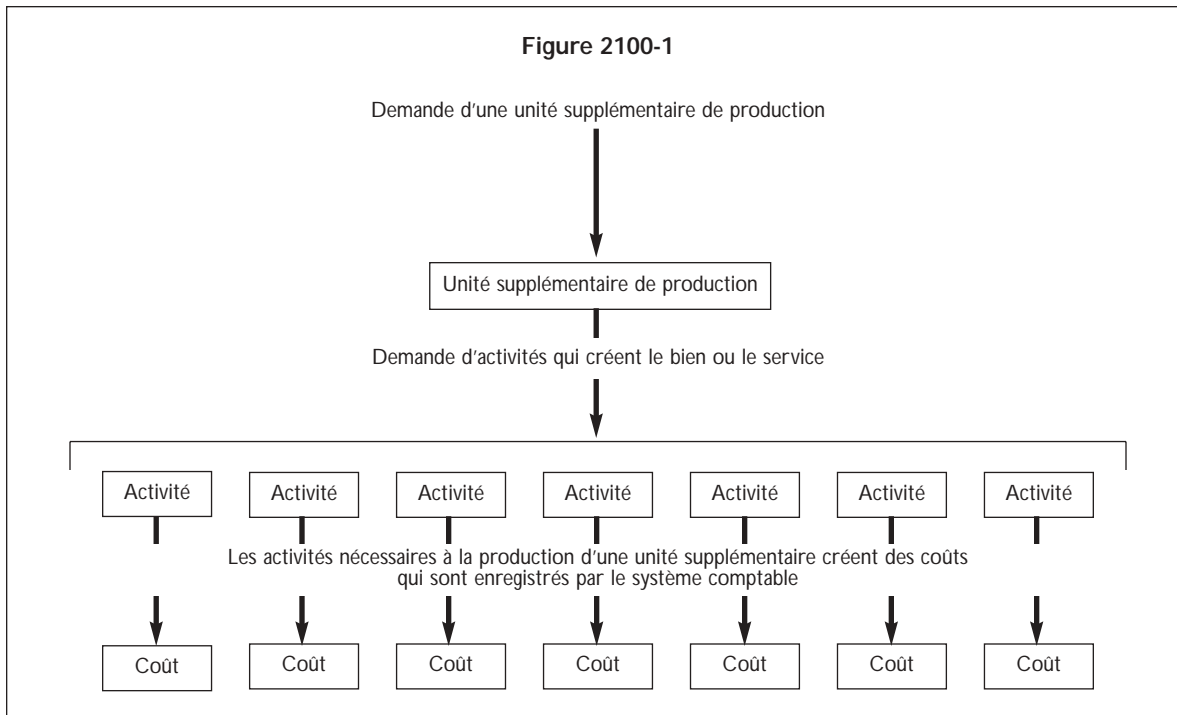 Figure 2100-1
Demande d'une unité supplémentaire de production
Unité supplémentaire de production
Demande d'activités qui créent le bien ou le service
Activité Activité Activité Activité Activité Activité Activité
Les activités nécessaires à la production d'une unité supplémentaire créent des coûts
qui sont enregistrés par le système comptable
Coût Coût Coût Coût Coût Coût Coût